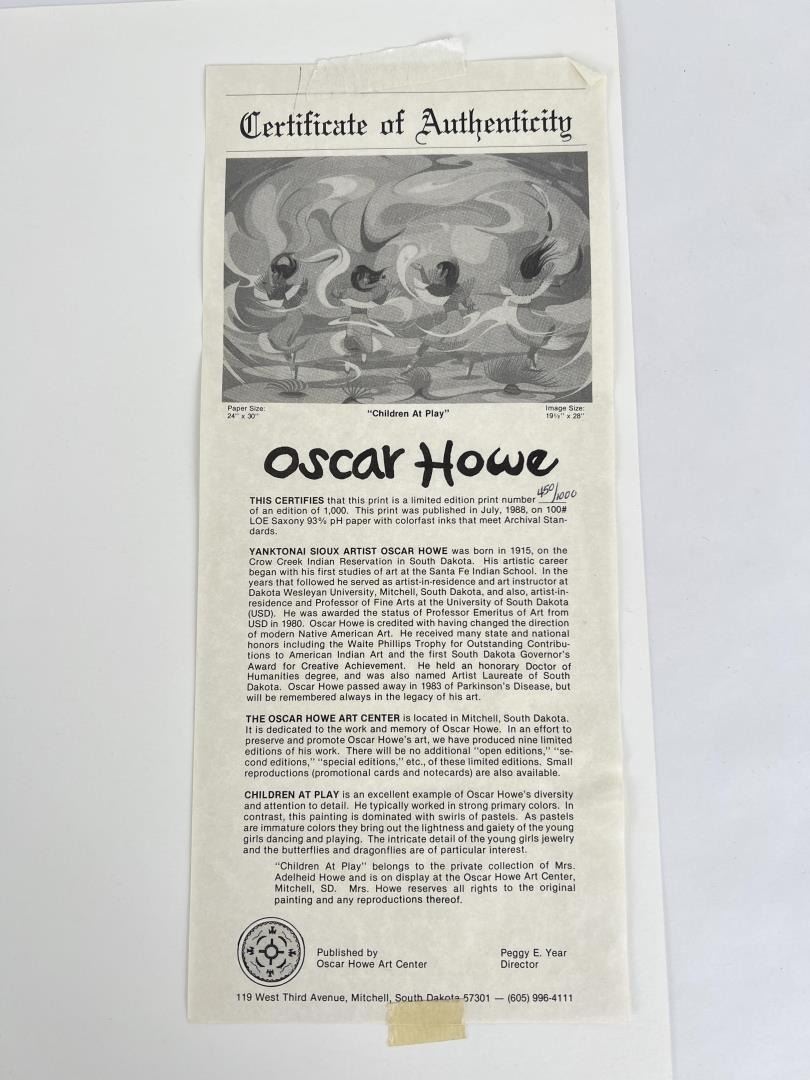 Certificate of Authenticity
Paper Size:
24" x 30"
"Children At Play"
Image Size:
19½" x 28"
Oscar Howe
THIS CERTIFIES that this print is a limited edition print number 450/1000
of an edition of 1,000. This print was published in July, 1988, on 100#
LOE Saxony 93% pH paper with colorfast inks that meet Archival Stan-
dards.
YANKTONAI SIOUX ARTIST OSCAR HOWE was born in 1915, on the
Crow Creek Indian Reservation in South Dakota. His artistic career
began with his first studies of art at the Santa Fe Indian School. In the
years that followed he served as artist-in-residence and art instructor at
Dakota Wesleyan University, Mitchell, South Dakota, and also, artist-in-
residence and Professor of Fine Arts at the University of South Dakota
(USD). He was awarded the status of Professor Emeritus of Art from
USD in 1980. Oscar Howe is credited with having changed the direction
of modern Native American Art. He received many state and national
honors including the Waite Phillips Trophy for Outstanding Contribu-
tions to American Indian Art and the first South Dakota Governor's
Award for Creative Achievement. He held an honorary Doctor of
Humanities degree, and was also named Artist Laureate of South
Dakota. Oscar Howe passed away in 1983 of Parkinson's Disease, but
will be remembered always in the legacy of his art.
THE OSCAR HOWE ART CENTER is located in Mitchell, South Dakota.
It is dedicated to the work and memory of Oscar Howe. In an effort to
preserve and promote Oscar Howe's art, we have produced nine limited
editions of his work. There will be no additional "open editions," "se-
cond editions," "special editions," etc., of these limited editions. Small
reproductions (promotional cards and notecards) are also available.
CHILDREN AT PLAY is an excellent example of Oscar Howe's diversity
and attention to detail. He typically worked in strong primary colors. In
contrast, this painting is dominated with swirls of pastels. As pastels
are immature colors they bring out the lightness and gaiety of the young
girls dancing and playing. The intricate detail of the young girls jewelry
and the butterflies and dragonflies are of particular interest.
"Children At Play" belongs to the private collection of Mrs.
Adelheid Howe and is on display at the Oscar Howe Art Center,
Mitchell, SD. Mrs. Howe reserves all rights to the original
painting and any reproductions thereof.
Published by
Oscar Howe Art Center
Peggy E. Year
Director
119 West Third Avenue, Mitchell, South Dakota 57301 — (605) 996-4111